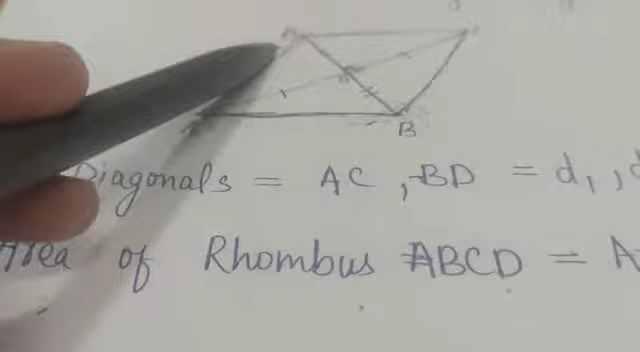 B
Diagonals = AC, BD = d₁,
Area of Rhombus ABCD = A